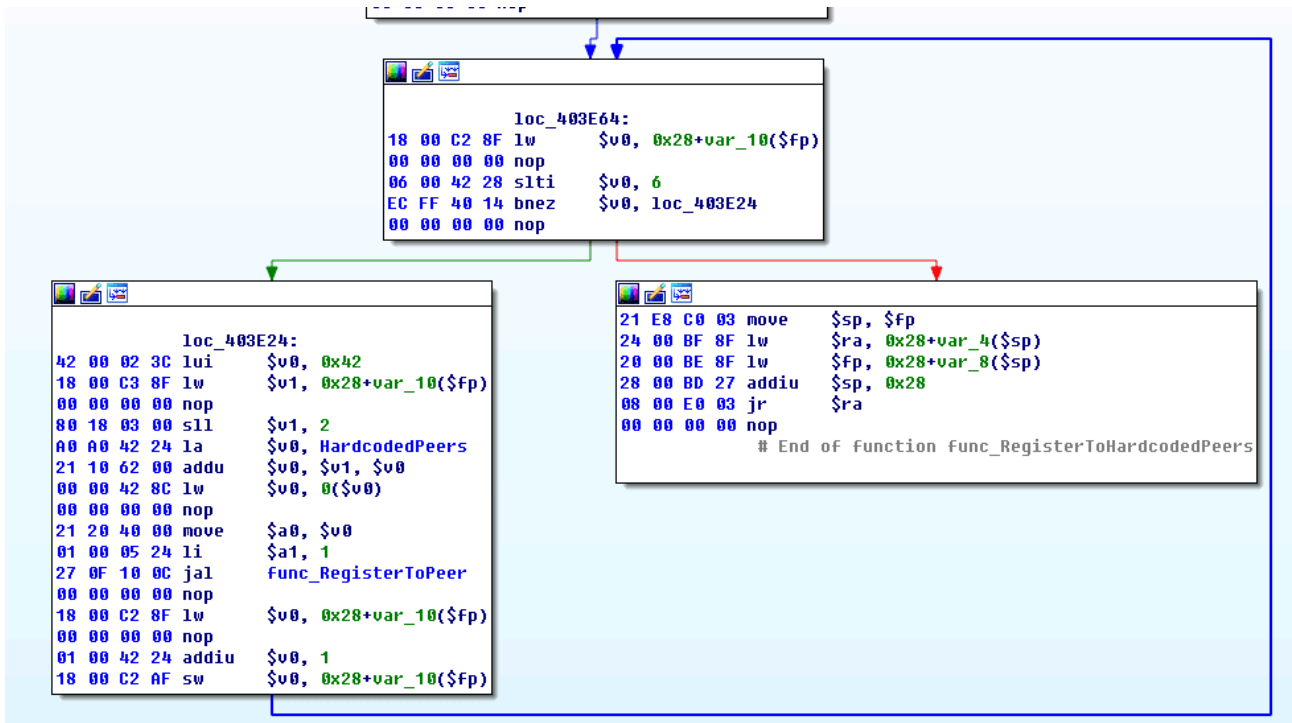 loc_403E64:
18 00 C2 8F lw $v0, 0x28+var_10($fp)
00 00 00 00 nop
06 00 42 28 slti $v0, 6
EC FF 40 14 bnez $v0, loc_403E24
00 00 00 00 nop
loc_403E24:
42 00 02 3C lui $v0, 0x42
18 00 C3 8F lw $v1, 0x28+var_10($fp)
00 00 00 00 nop
80 18 03 00 sll $v1, 2
A0 A0 42 24 la $v0, HardcodedPeers
21 10 62 00 addu $v0, $v1, $v0
00 00 42 8C lw $v0, 0($v0)
00 00 00 00 nop
21 20 40 00 move $a0, $v0
01 00 05 24 li $a1, 1
27 0F 10 0C jal func_RegisterToPeer
00 00 00 00 nop
18 00 C2 8F lw $v0, 0x28+var_10($fp)
00 00 00 00 nop
01 00 42 24 addiu $v0, 1
18 00 C2 AF sw $v0, 0x28+var_10($fp)
21 E8 C0 03 move $sp, $fp
24 00 BF 8F lw $ra, 0x28+var_4($sp)
20 00 BE 8F lw $fp, 0x28+var_8($sp)
28 00 BD 27 addiu $sp, 0x28
08 00 E0 03 jr $ra
00 00 00 00 nop
# End of function func_RegisterToHardcodedPeers